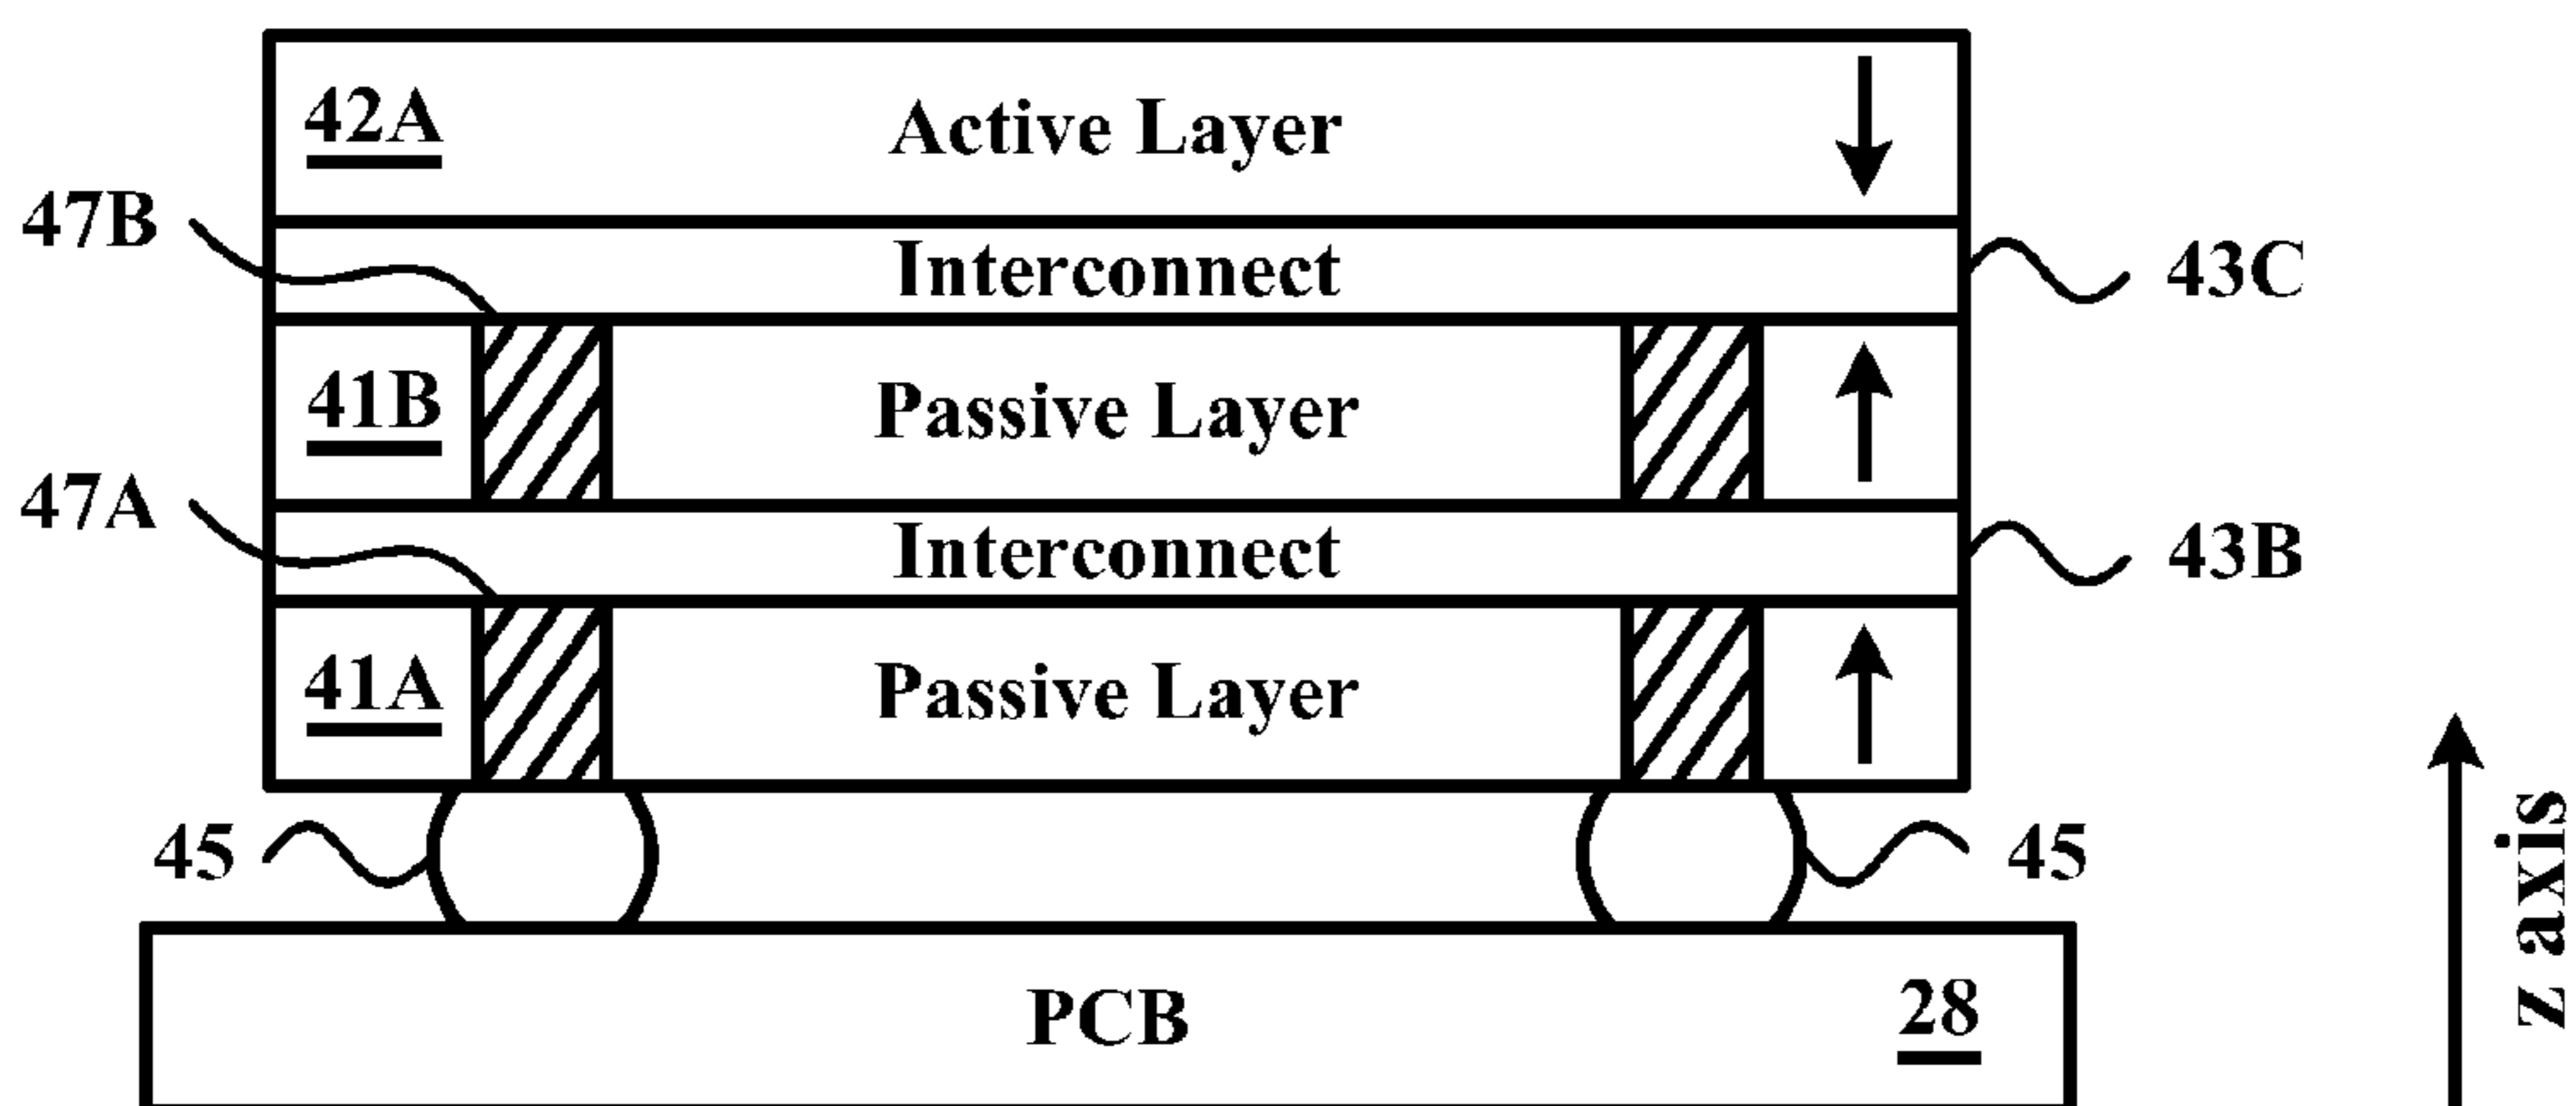 42A Active Layer
47B
Interconnect 43C
41B Passive Layer
47A
Interconnect 43B
41A Passive Layer
45 45
PCB 28
z axis